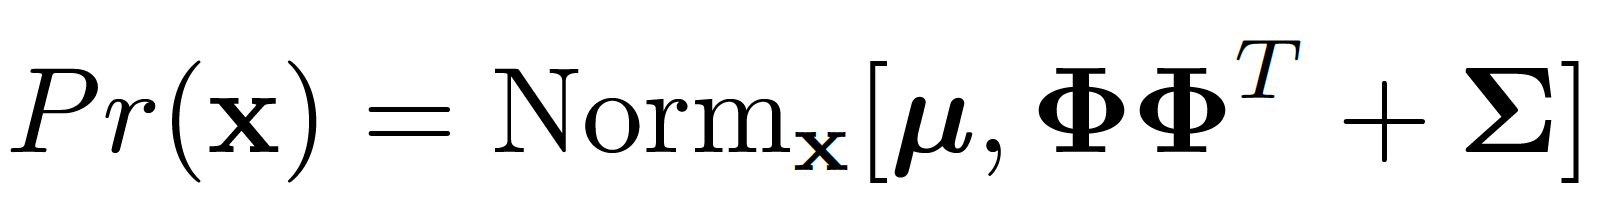 Pr(𝐱) = Norm_𝐱[𝝁, 𝚽𝚽^T + 𝚺]